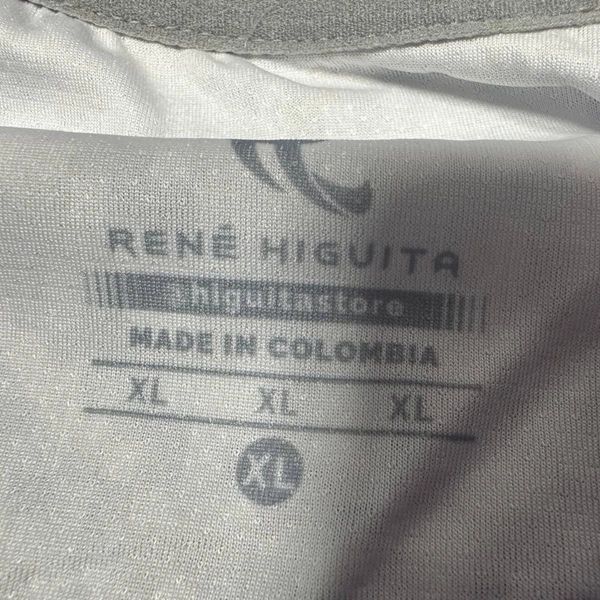 RENÉ HIGUITA
higuitastore
MADE IN COLOMBIA
XL XL XL
XL